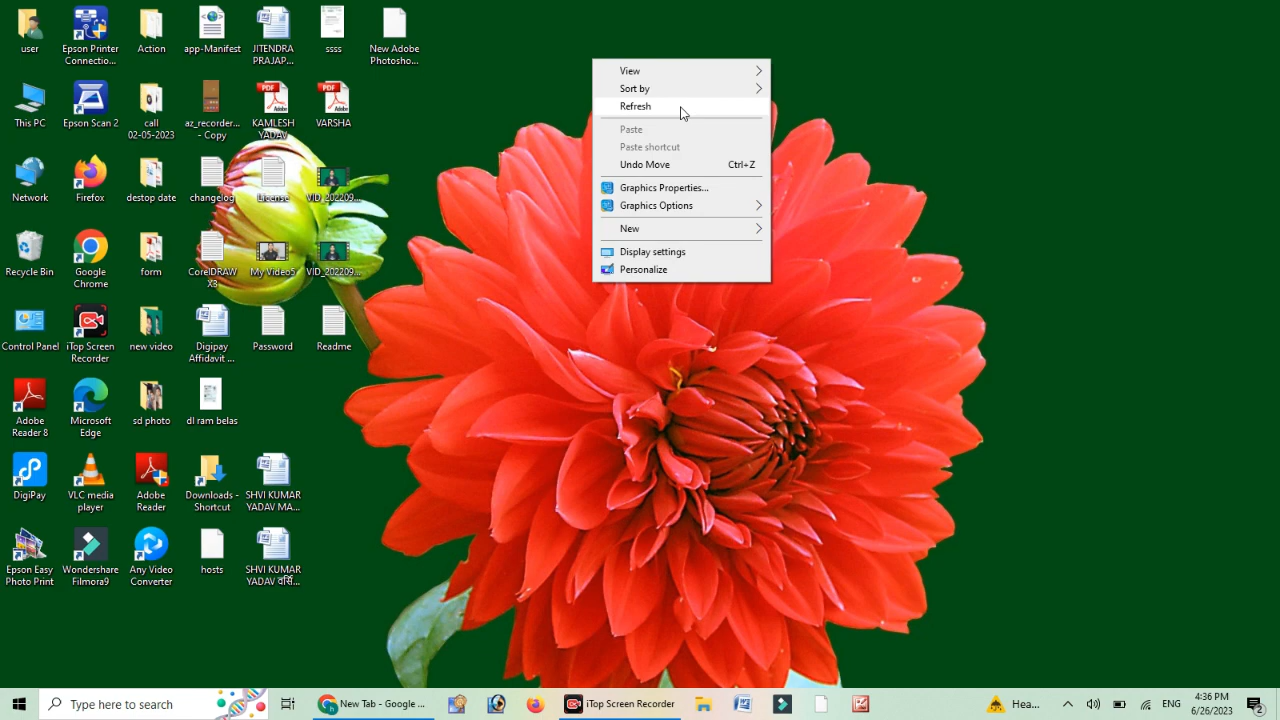 user
Epson Printer
Connectio...
Action
app-Manifest
JITENDRA
PRAJAP...
ssss
New Adobe
Photosho...
This PC
Epson Scan 2
call
02-05-2023
az_recorder...
- Copy
KAMLESH
YADAV
VARSHA
Network
Firefox
destop date
changelog
License
VID_202209...
Recycle Bin
Google
Chrome
form
CorelDRAW
X3
My Video5
VID_202209...
Control Panel
iTop Screen
Recorder
new video
Digipay
Affidavit ...
Password
Readme
Adobe
Reader 8
Microsoft
Edge
sd photo
dl ram belas
DigiPay
VLC media
player
Adobe
Reader
Downloads -
Shortcut
SHVI KUMAR
YADAV MA...
Epson Easy
Photo Print
Wondershare
Filmora9
Any Video
Converter
hosts
SHVI KUMAR
View
Sort by
Refresh
Paste
Paste shortcut
Undo Move Ctrl+Z
Graphics Properties...
Graphics Options
New
Display settings
Personalize
Type here to search
New Tab - Google ...
iTop Screen Recorder
Rain...
4:36 PM
6/26/2023
2